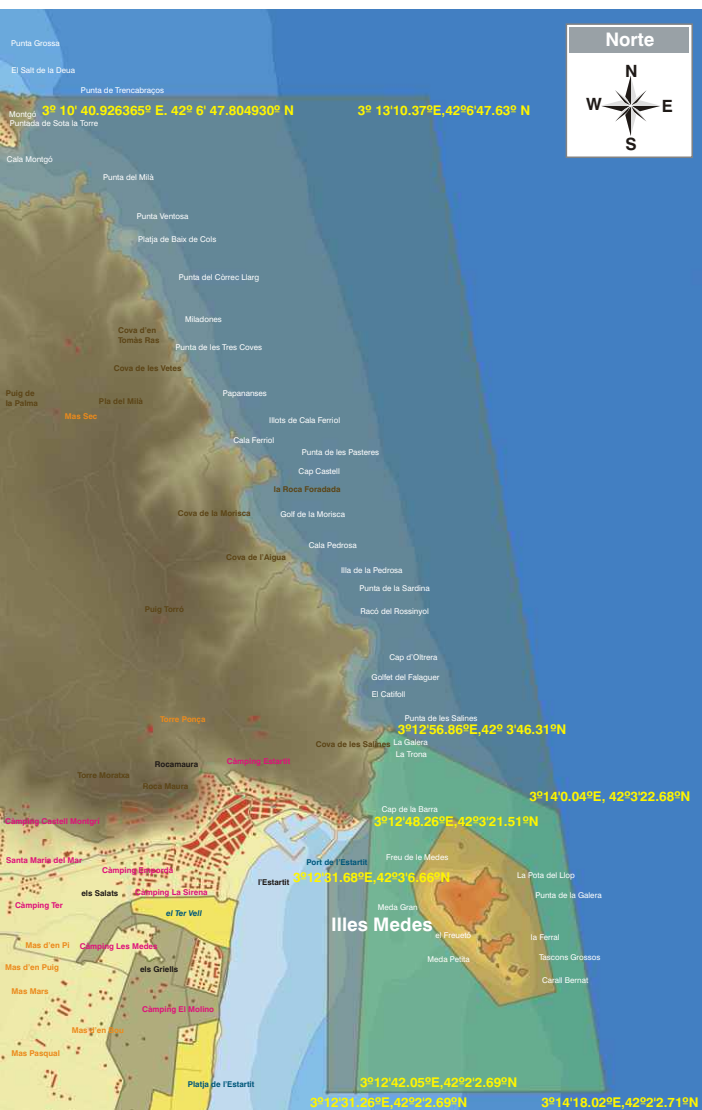 Norte
N
W E
S
Punta Grossa
El Salt de la Deua
Punta de Trencabraços
Montgó
3º 10' 40.926365º E. 42º 6' 47.804930º N
3º 13'10.37ºE,42º6'47.63º N
Puntada de Sota la Torre
Cala Montgó
Punta del Milà
Punta Ventosa
Platja de Baix de Cols
Punta del Còrrec Llarg
Miladones
Cova d'en
Tomàs Ras
Punta de les Tres Coves
Cova de les Vetes
Puig de
la Palma
Pla del Milà
Papananses
Mas Sec
Illots de Cala Ferriol
Cala Ferriol
Punta de les Pasteres
Cap Castell
la Roca Foradada
Cova de la Morisca
Golf de la Morisca
Cala Pedrosa
Cova de l'Aigua
Illa de la Pedrosa
Punta de la Sardina
Puig Torró
Racó del Rossinyol
Cap d'Oltrera
Golfet del Falaguer
El Catifoll
Torre Ponça
Punta de les Salines
3º12'56.86ºE,42º 3'46.31ºN
Cova de les Salines
La Galera
La Trona
Rocamaura
Càmping Estartit
Torre Moratxa
Roca Maura
3º14'0.04ºE, 42º3'22.68ºN
Cap de la Barra
3º12'48.26ºE,42º3'21.51ºN
Càmping Castell Montgrí
Santa Maria del Mar
Càmping Empordà
Port de l'Estartit
Freu de le Medes
3º12'31.68ºE,42º3'6.66ºN
La Pota del Llop
l'Estartit
els Salats
Càmping La Sirena
Punta de la Galera
Càmping Ter
el Ter Vell
Meda Gran
Illes Medes
el Freuetó
la Ferral
Mas d'en Pi
Càmping Les Medes
Meda Petita
Tascons Grossos
Mas d'en Puig
els Griells
Carall Bernat
Mas Mars
Càmping El Molino
Mas Pasqual
Platja de l'Estartit
3º12'42.05ºE,42º2'2.69ºN
3º12'31.26ºE,42º2'2.69ºN
3º14'18.02ºE,42º2'2.71ºN